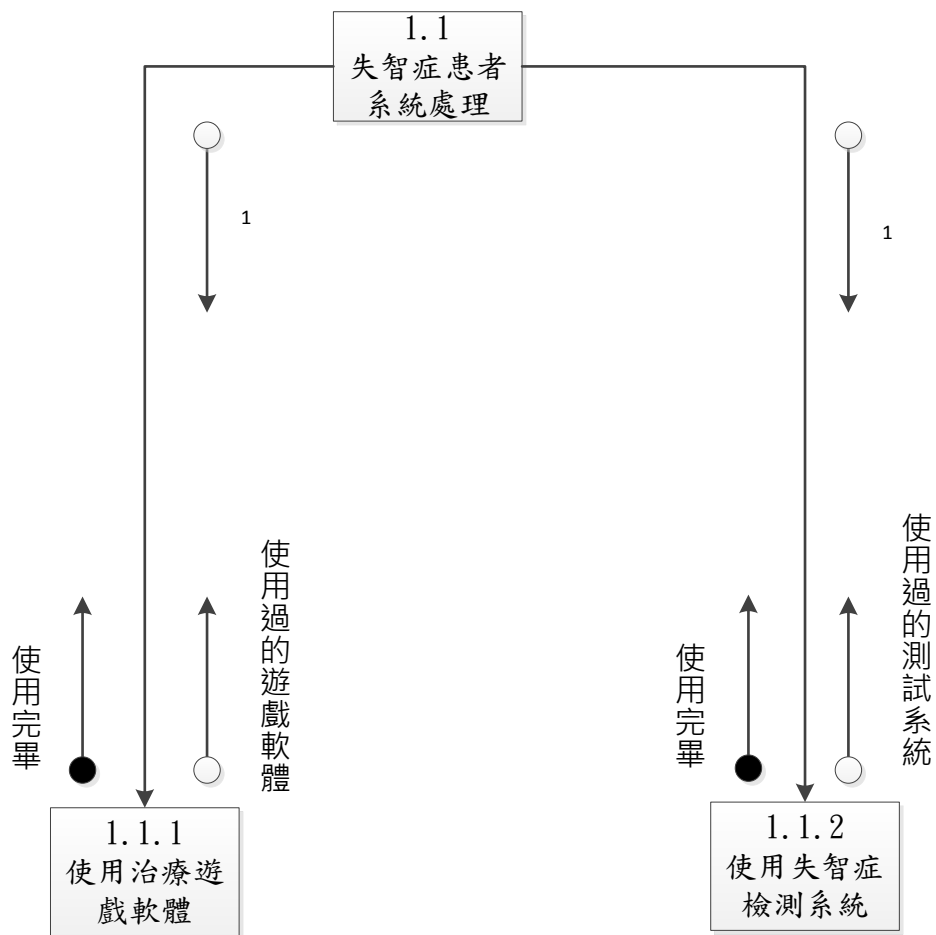 1.1
失智症患者
系統處理
1
1
使用完畢
使用過的遊戲軟體
使用完畢
使用過的測試系統
1.1.1
使用治療遊
戲軟體
1.1.2
使用失智症
檢測系統